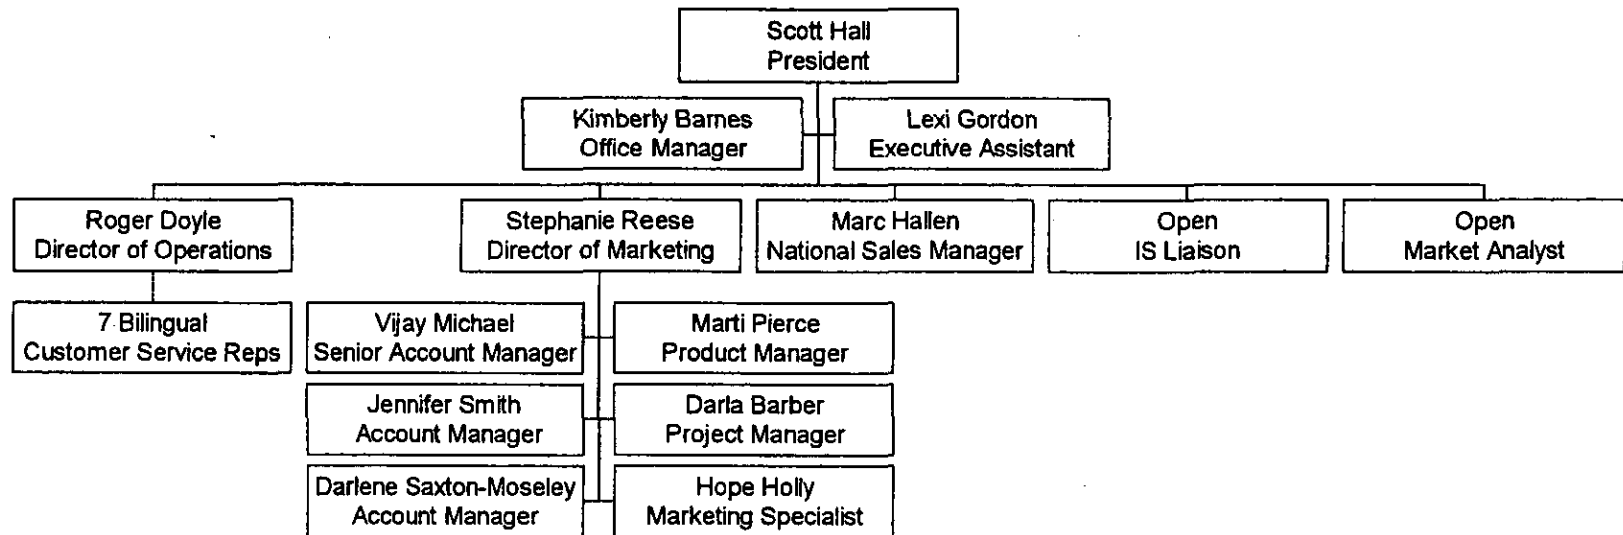 Scott Hall
President
Kimberly Barnes
Office Manager
Lexi Gordon
Executive Assistant
Roger Doyle
Director of Operations
Stephanie Reese
Director of Marketing
Marc Hallen
National Sales Manager
Open
IS Liaison
Open
Market Analyst
7 Bilingual
Customer Service Reps
Vijay Michael
Senior Account Manager
Marti Pierce
Product Manager
Jennifer Smith
Account Manager
Darla Barber
Project Manager
Darlene Saxton-Moseley
Account Manager
Hope Holly
Marketing Specialist